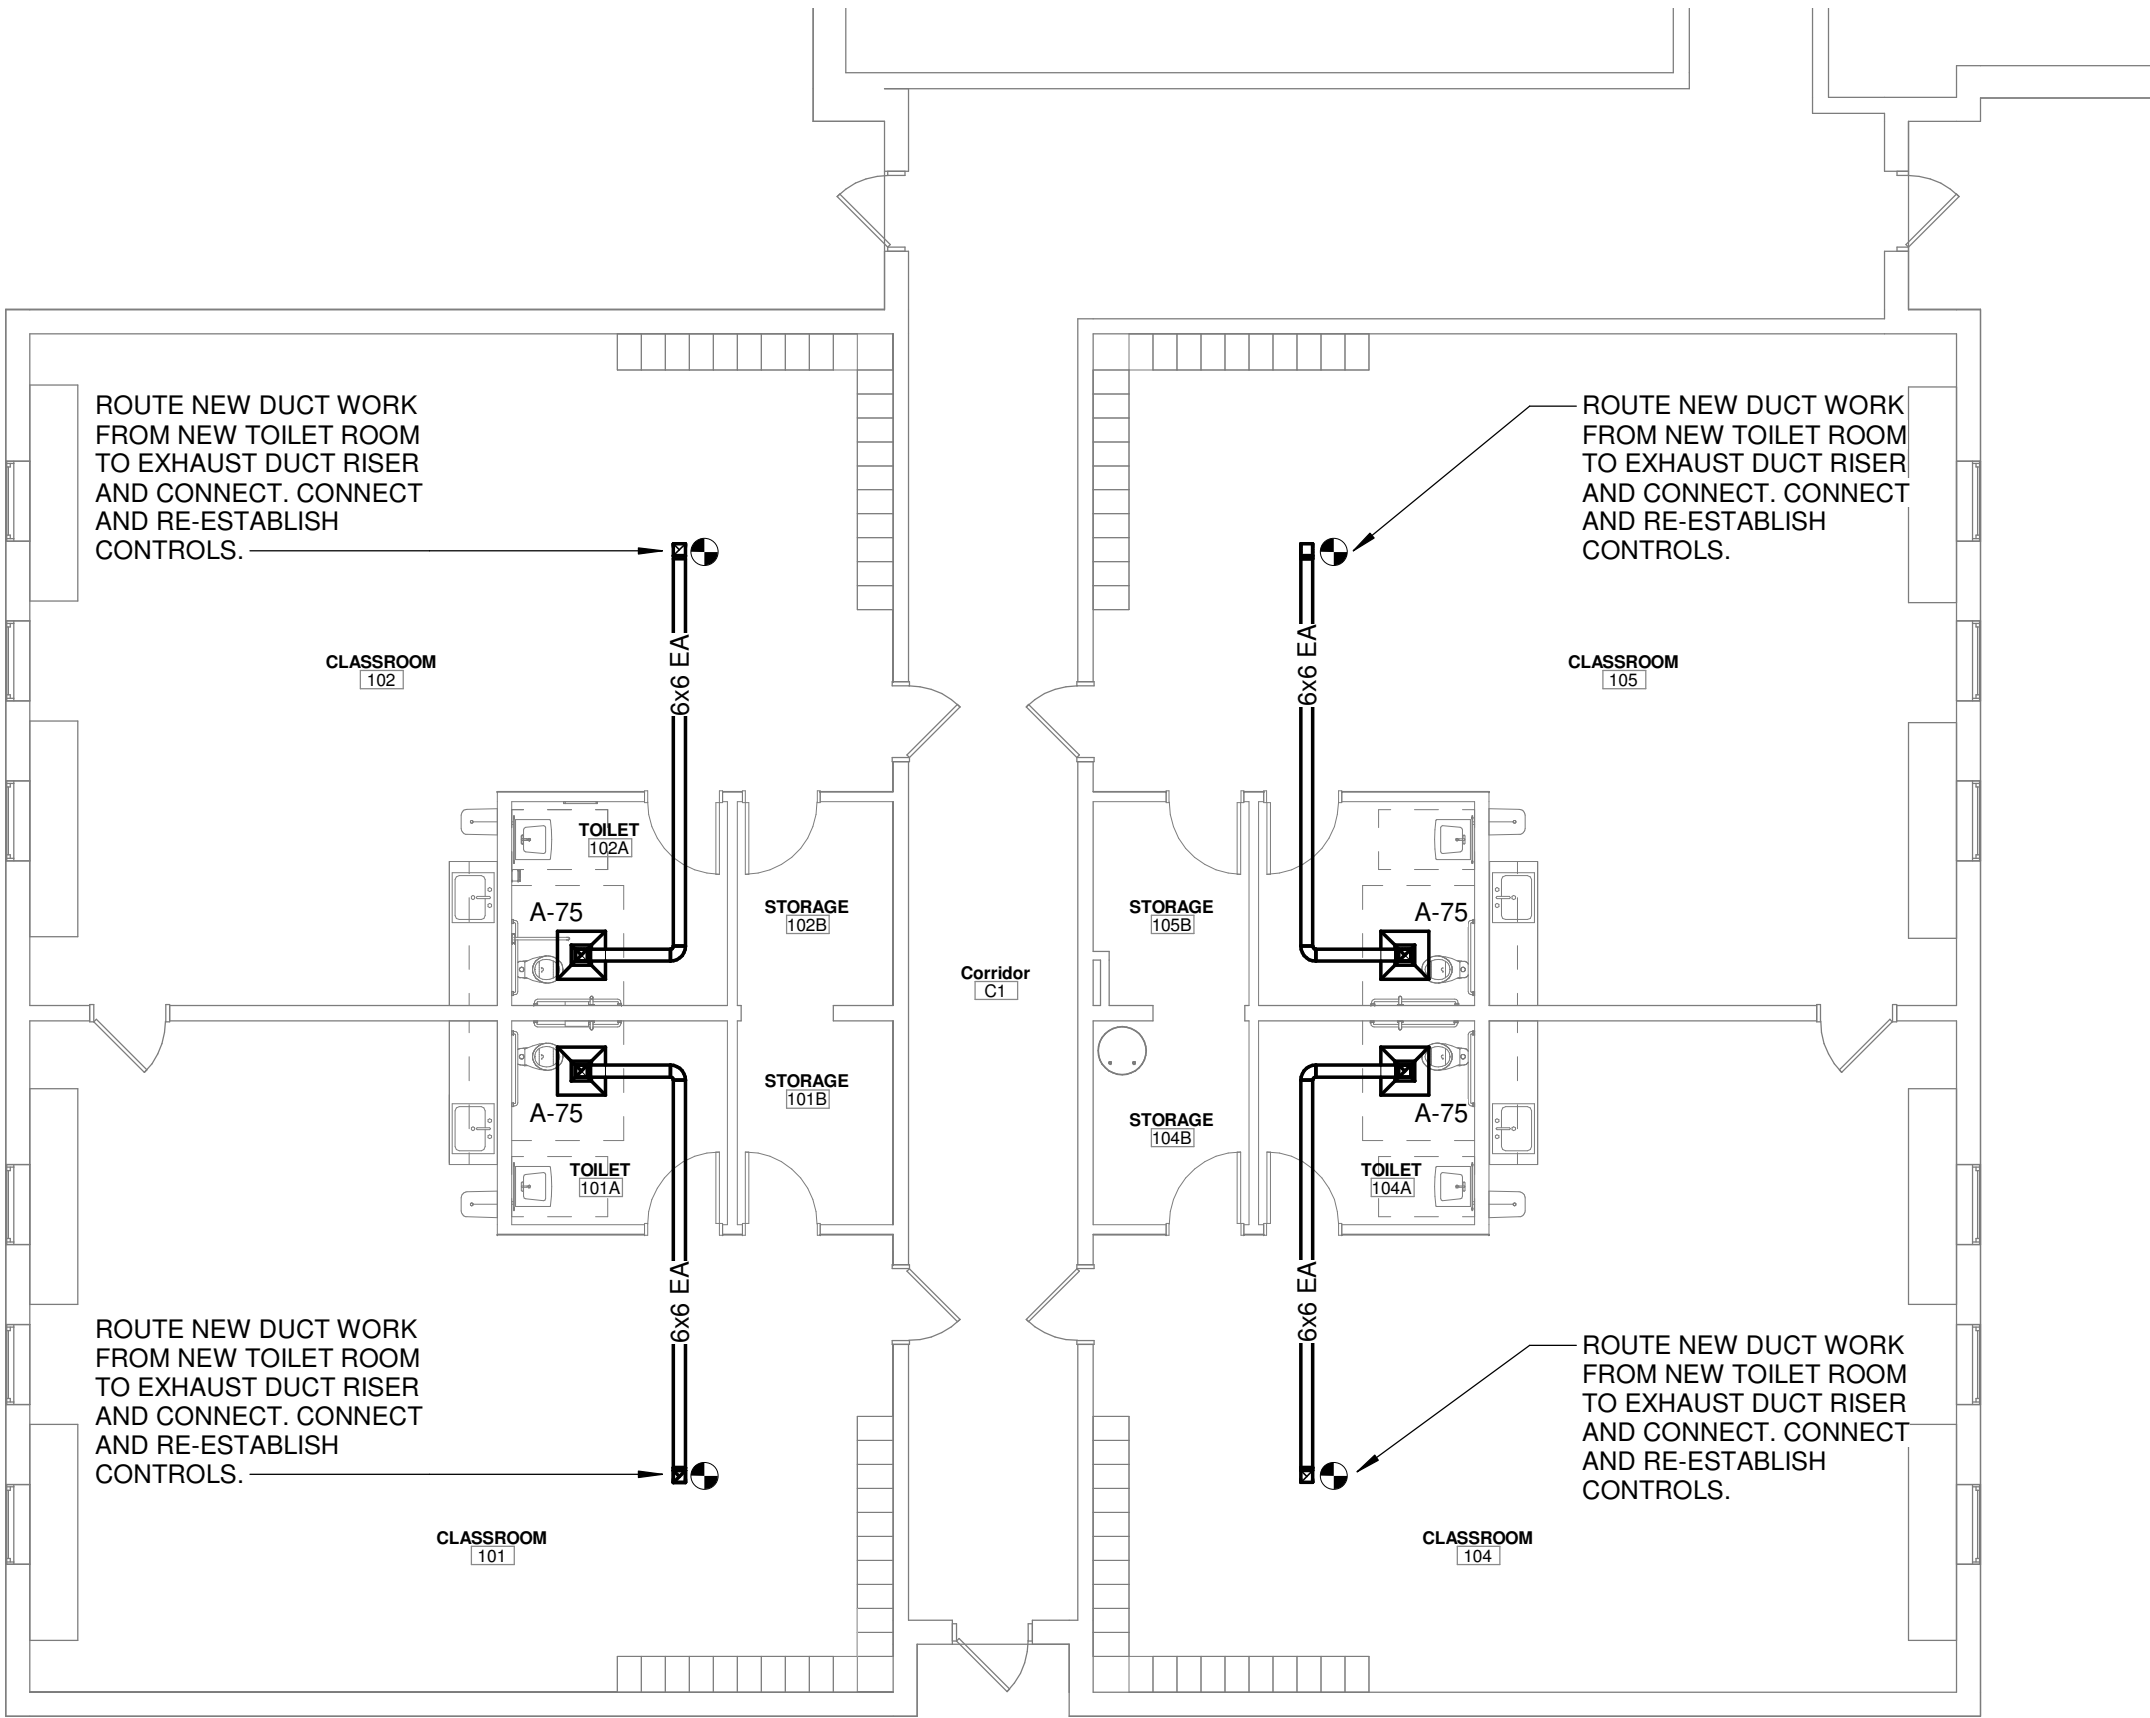 ROUTE NEW DUCT WORK
FROM NEW TOILET ROOM
TO EXHAUST DUCT RISER
AND CONNECT. CONNECT
AND RE-ESTABLISH
CONTROLS.
ROUTE NEW DUCT WORK
FROM NEW TOILET ROOM
TO EXHAUST DUCT RISER
AND CONNECT. CONNECT
AND RE-ESTABLISH
CONTROLS.
CLASSROOM
102
6x6 EA
6x6 EA
CLASSROOM
105
TOILET
102A
A-75
STORAGE
102B
STORAGE
105B
A-75
Corridor
C1
STORAGE
101B
A-75
TOILET
101A
STORAGE
104B
A-75
TOILET
104A
6x6 EA
6x6 EA
ROUTE NEW DUCT WORK
FROM NEW TOILET ROOM
TO EXHAUST DUCT RISER
AND CONNECT. CONNECT
AND RE-ESTABLISH
CONTROLS.
ROUTE NEW DUCT WORK
FROM NEW TOILET ROOM
TO EXHAUST DUCT RISER
AND CONNECT. CONNECT
AND RE-ESTABLISH
CONTROLS.
CLASSROOM
101
CLASSROOM
104